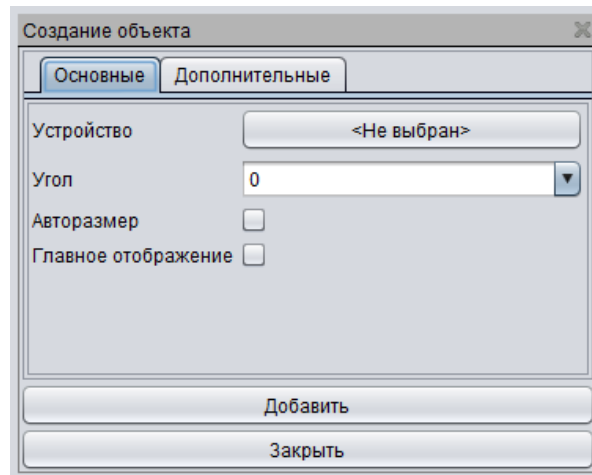 Создание объекта
Основные Дополнительные
Устройство <Не выбран>
Угол 0
Авторазмер
Главное отображение
Добавить
Закрыть